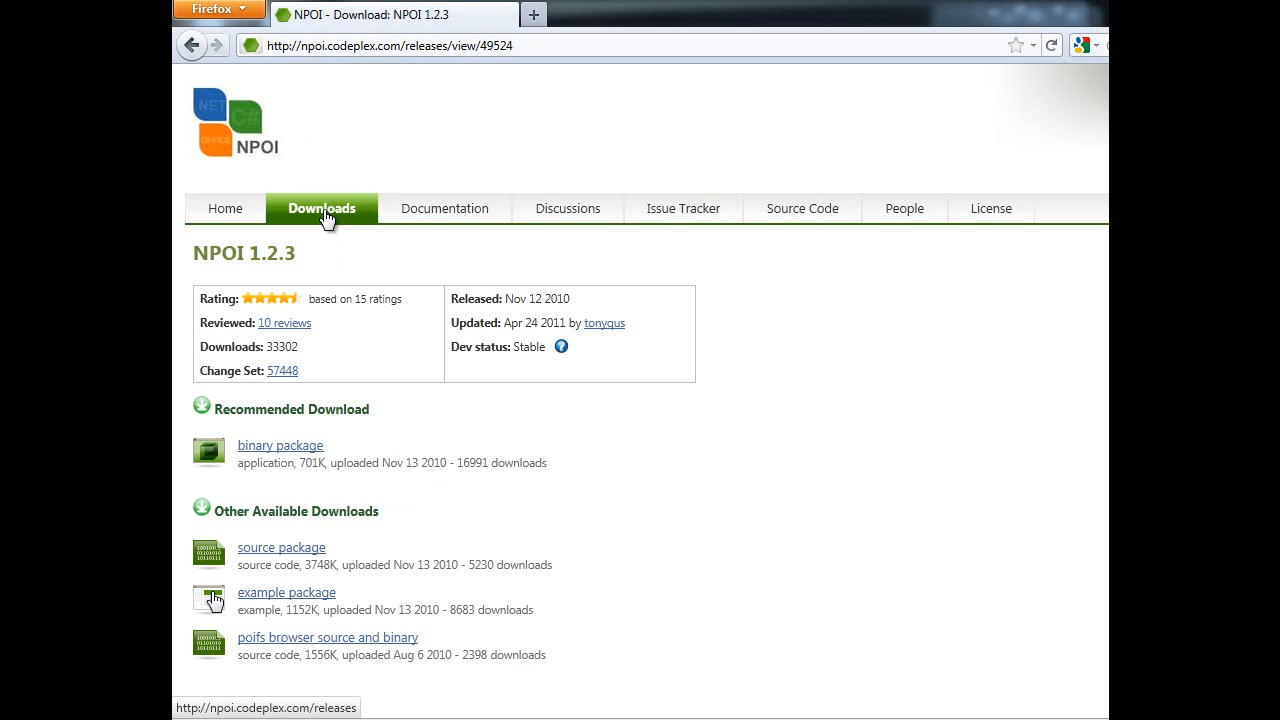 Firefox
NPOI - Download: NPOI 1.2.3
http://npoi.codeplex.com/releases/view/49524
.NET
C#
OFFICE
NPOI
Home Downloads Documentation Discussions Issue Tracker Source Code People License
NPOI 1.2.3
Rating: based on 15 ratings
Reviewed: 10 reviews
Downloads: 33302
Change Set: 57448
Released: Nov 12 2010
Updated: Apr 24 2011 by tonyqus
Dev status: Stable ?
Recommended Download
binary package
application, 701K, uploaded Nov 13 2010 - 16991 downloads
Other Available Downloads
source package
source code, 3748K, uploaded Nov 13 2010 - 5230 downloads
example package
example, 1152K, uploaded Nov 13 2010 - 8683 downloads
poifs browser source and binary
source code, 1556K, uploaded Aug 6 2010 - 2398 downloads
http://npoi.codeplex.com/releases